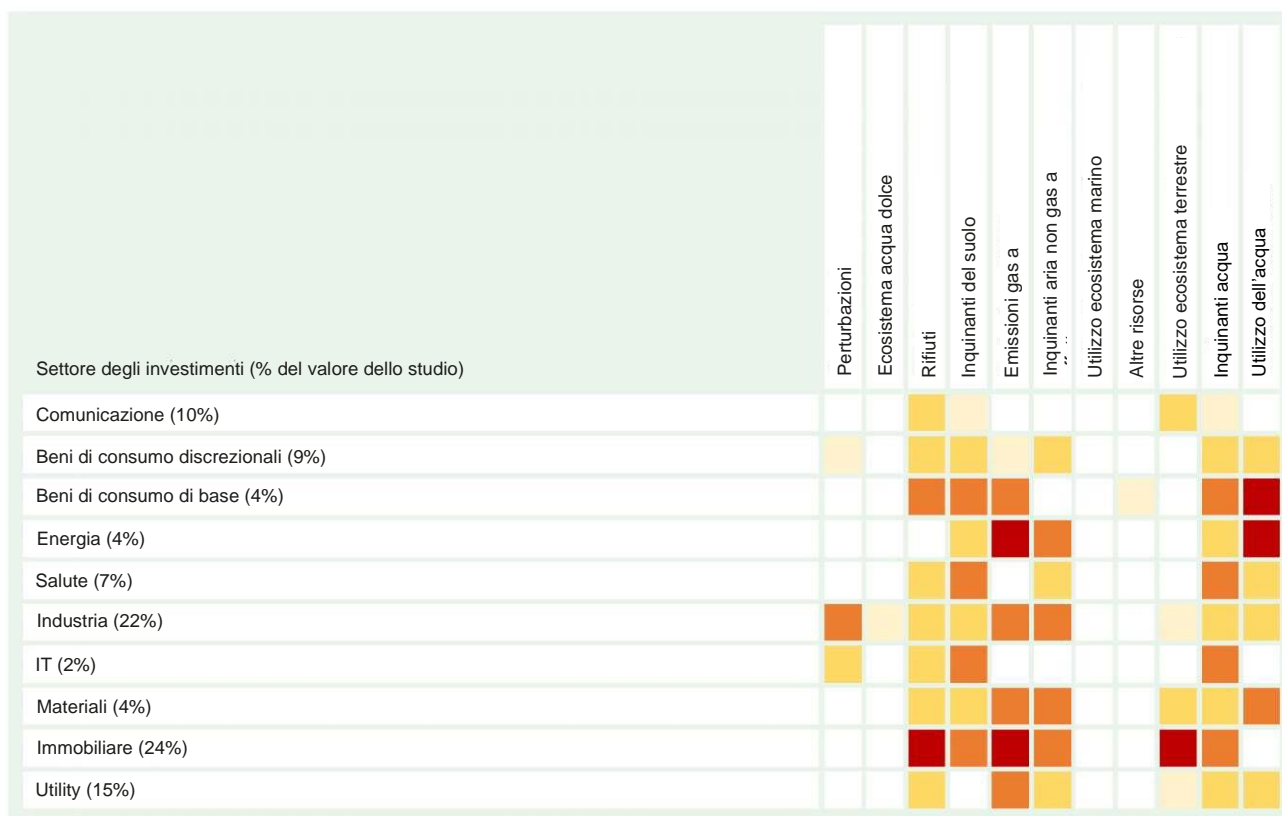 Perturbazioni
Ecosistema acqua dolce
Rifiuti
Inquinanti del suolo
Emissioni gas a
Inquinanti aria non gas a
Utilizzo ecosistema marino
Altre risorse
Utilizzo ecosistema terrestre
Inquinanti acqua
Utilizzo dell'acqua
Settore degli investimenti (% del valore dello studio)
Comunicazione (10%)
Beni di consumo discrezionali (9%)
Beni di consumo di base (4%)
Energia (4%)
Salute (7%)
Industria (22%)
IT (2%)
Materiali (4%)
Immobiliare (24%)
Utility (15%)